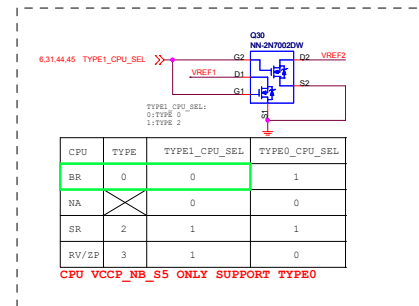 Q30
NN-2N7002DW
6,31,44,45 TYPE1_CPU_SEL
G2
D2
VREF2
VREF1
D1
S2
G1
S1
TYPE1_CPU_SEL:
0:TYPE 0
1:TYPE 2
CPU TYPE TYPE1_CPU_SEL TYPE0_CPU_SEL
BR 0 0 1
NA 0 0
SR 2 1 1
RV/ZP 3 1 0
CPU VCCP_NB_S5 ONLY SUPPORT TYPE0